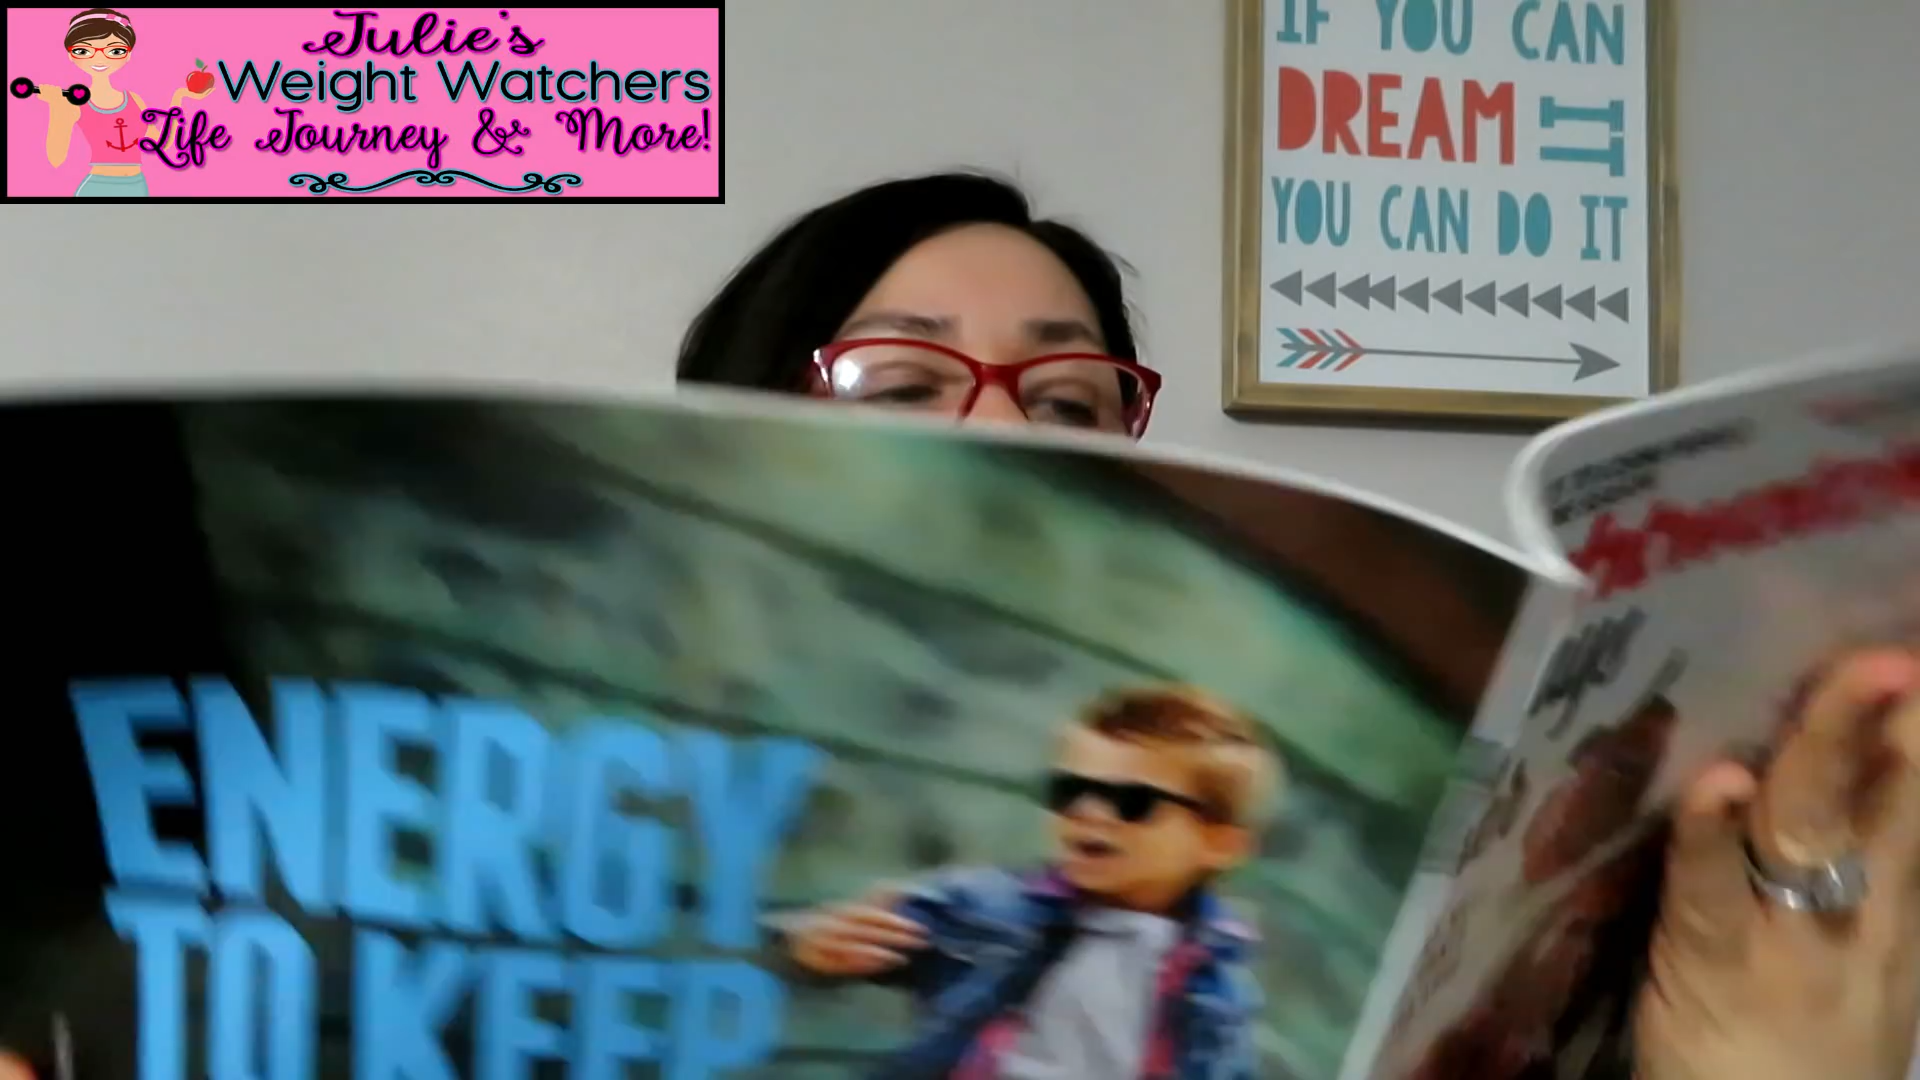 Julie's
Weight Watchers
Life Journey & More!
IF YOU CAN
DREAM IT
YOU CAN DO IT
ENERGY
TO KEEP